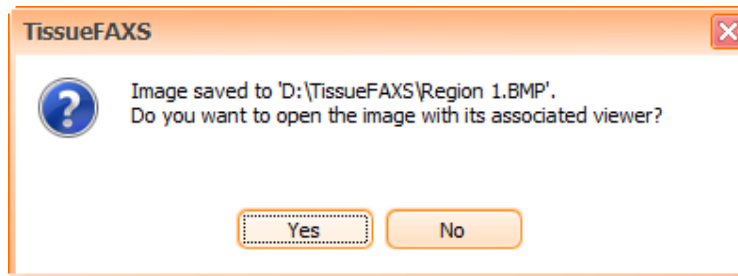 TissueFAXS
Image saved to 'D:\TissueFAXS\Region 1.BMP'.
Do you want to open the image with its associated viewer?
Yes
No